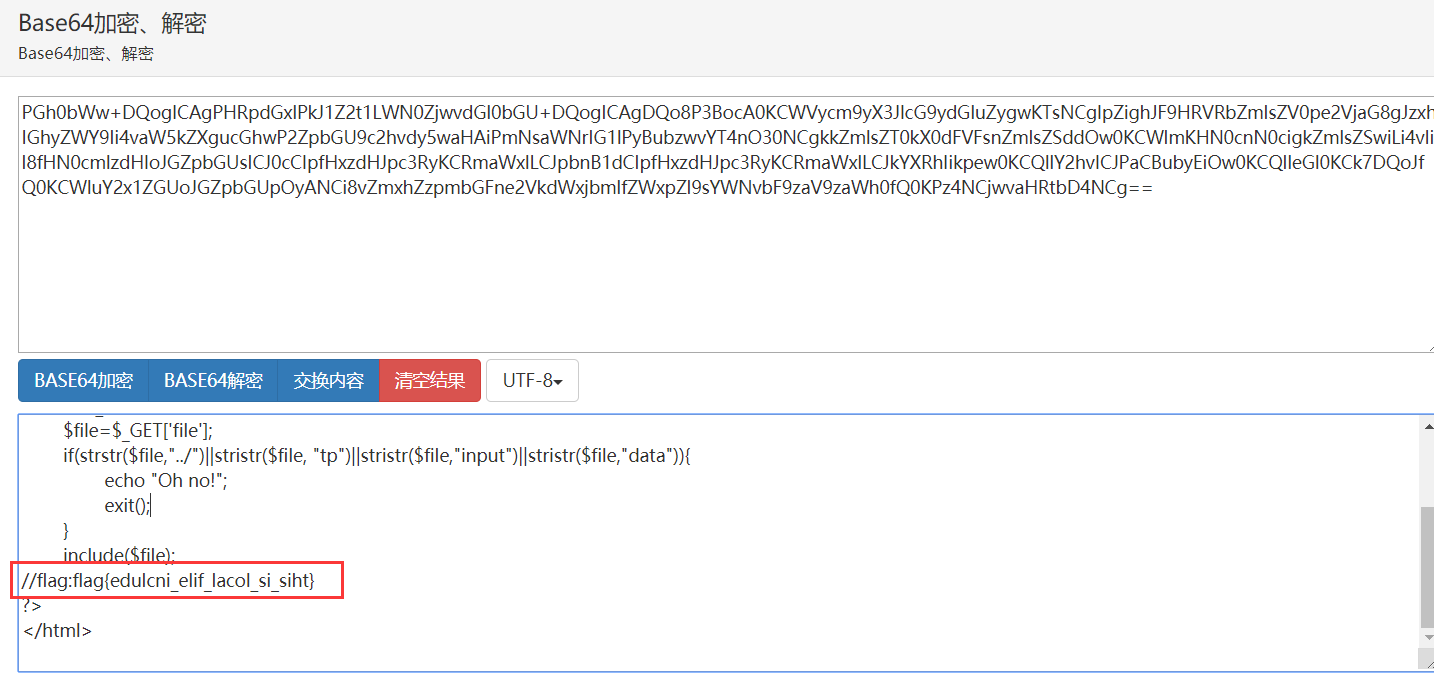 Base64加密、解密
Base64加密、解密
PGh0bWw+DQogICAgPHRpdGxlPkJ1Z2t1LWN0ZjwvdGl0bGU+DQogICAgDQo8P3BocA0KCWVycm9yX3JlcG9ydGluZygwKTsNCglpZighJF9HRVRbZmlsZV0pe2VjaG8gJzxh
IGhyZWY9Ii4vaW5kZXgucGhwP2ZpbGU9c2hvdy5waHAiPmNsaWNrIG1lPyBubzwvYT4nO30NCgkkZmlsZT0kX0dFVFsnZmlsZSddOw0KCWlmKHN0cnN0cigkZmlsZSwiLi4vIi
l8fHN0cmlzdHIoJGZpbGUsICJ0cCIpfHxzdHJpc3RyKCRmaWxlLCJpbnB1dCIpfHxzdHJpc3RyKCRmaWxlLCJkYXRhIikpew0KCQllY2hvICJPaCBubyEiOw0KCQlleGl0KCk7DQoJf
Q0KCWluY2x1ZGUoJGZpbGUpOyANCi8vZmxhZzpmbGFne2VkdWxjbmlfZWxpZl9sYWNvbF9zaV9zaWh0fQ0KPz4NCjwvaHRtbD4NCg==
BASE64加密 BASE64解密 交换内容 清空结果 UTF-8
$file=$_GET['file'];
if(strstr($file,"../")||stristr($file, "tp")||stristr($file,"input")||stristr($file,"data")){
echo "Oh no!";
exit();
}
include($file);
//flag:flag{edulcni_elif_lacol_si_siht}
?>
</html>